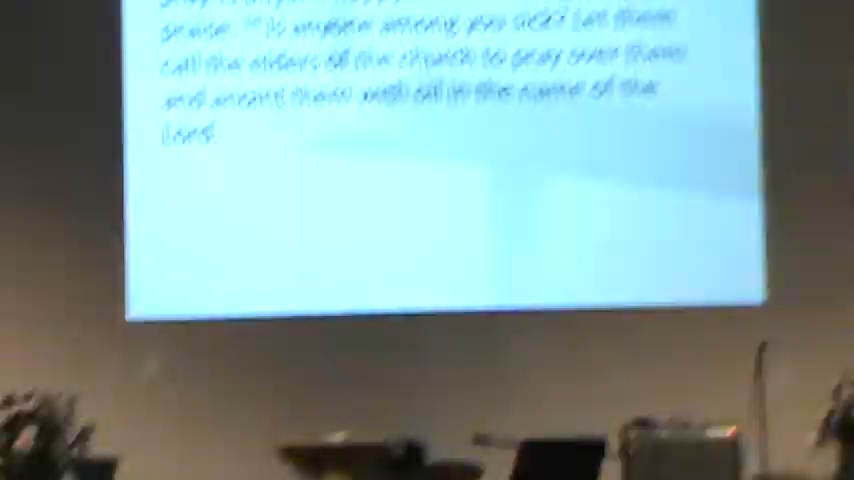 praise. 14 Is anyone among you sick? Let them
call the elders of the church to pray over them
and anoint them with oil in the name of the
Lord.